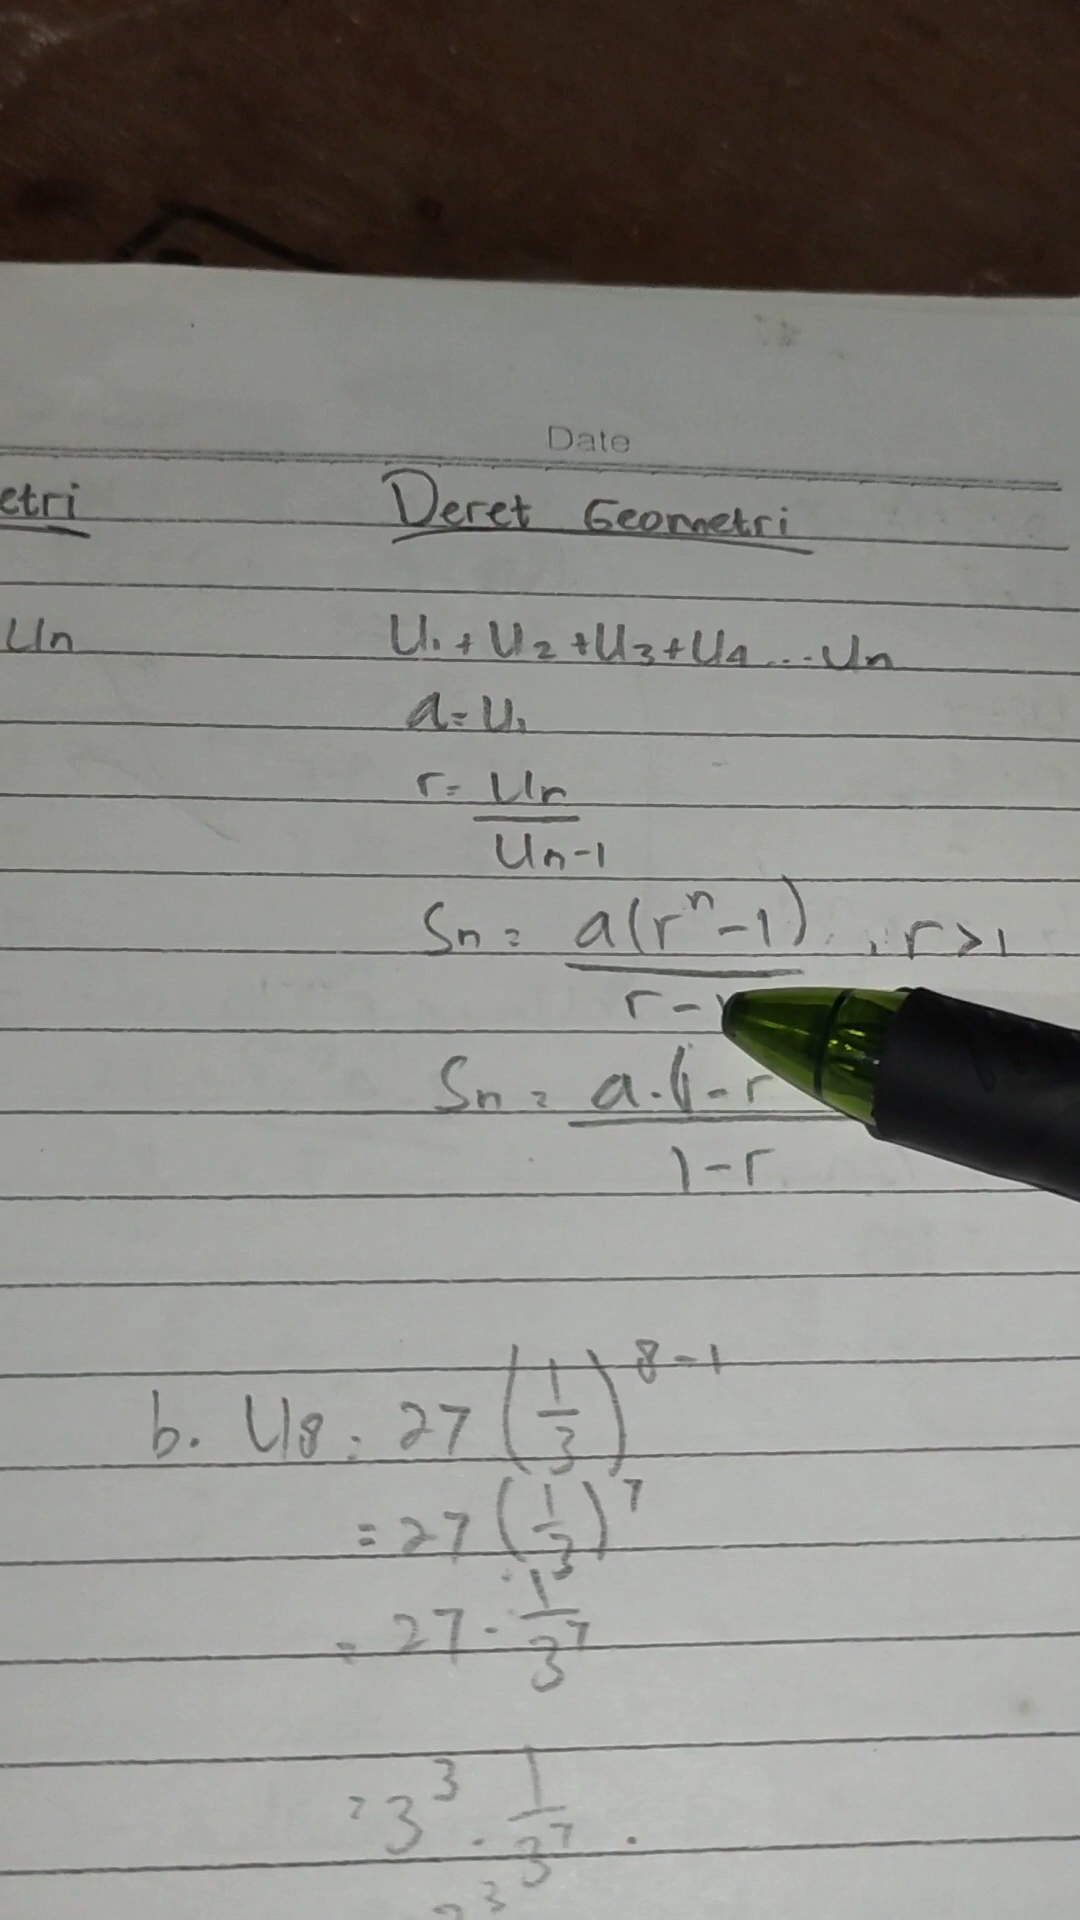 Date
etri Deret Geometri
Un U1 + U2 + U3 + U4 ... Un
a = U1
r = Un
Un-1
Sn = a(r^n - 1) , r > 1
r -
Sn = a . (1 - r
1 - r
b. U8 = 27 (1/3)^8-1
= 27 (1/3)^7
= 27 . 1/3^7
= 3^3 . 1/3^7 .
3